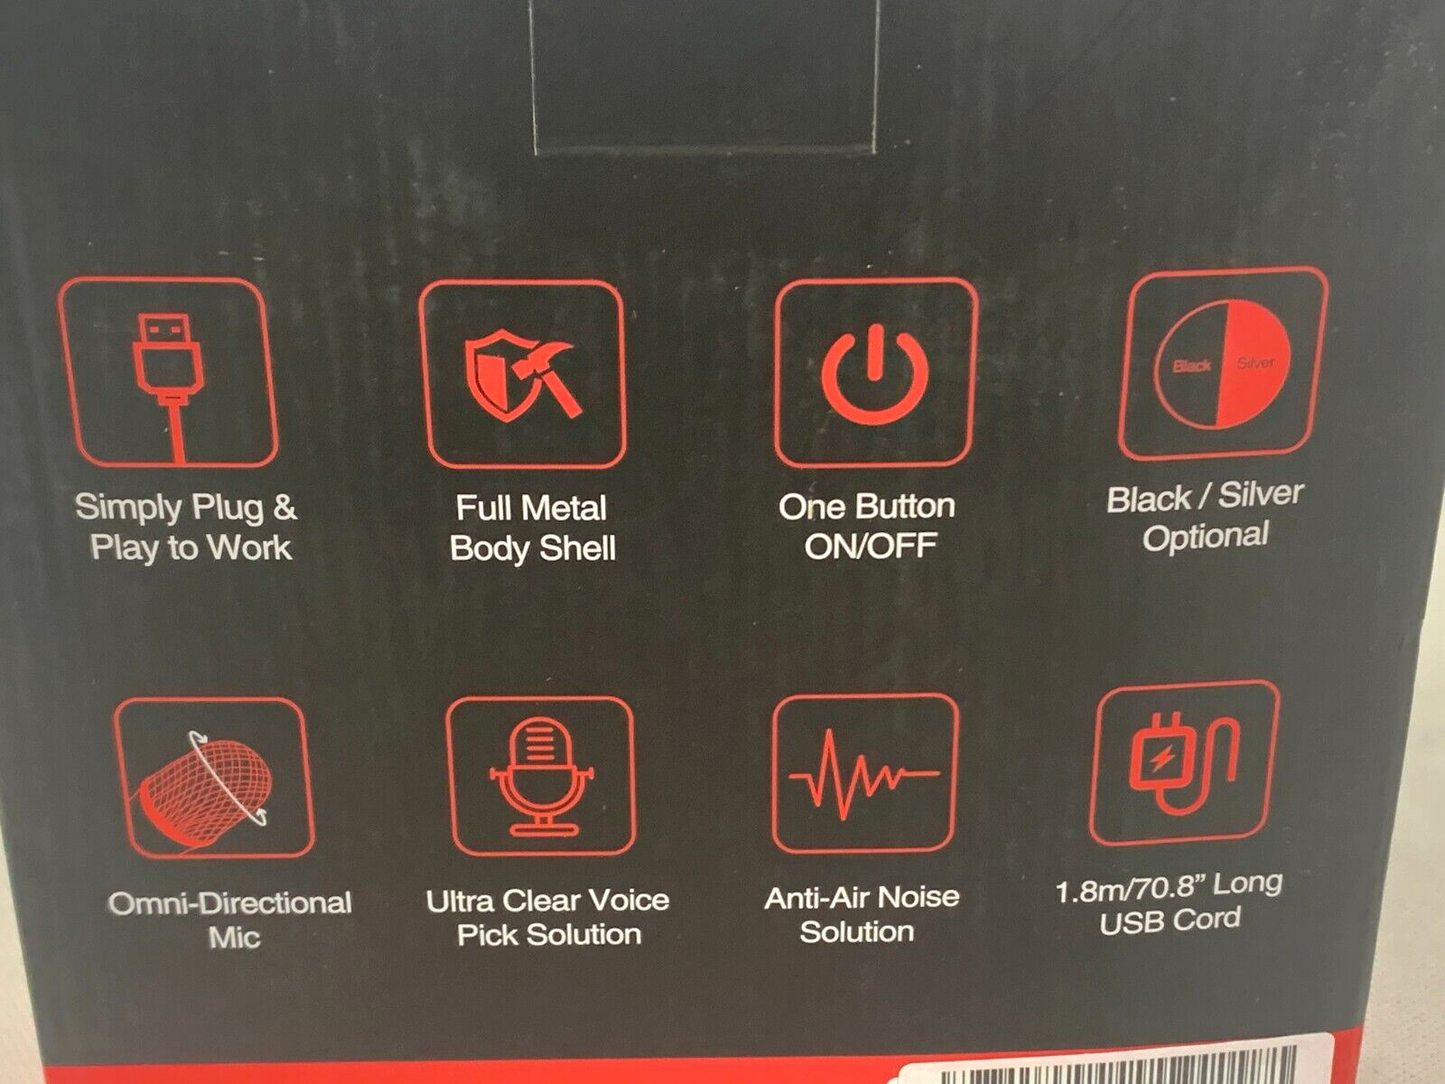 Black Silver
Simply Plug &
Play to Work
Full Metal
Body Shell
One Button
ON/OFF
Black / Silver
Optional
Omni-Directional
Mic
Ultra Clear Voice
Pick Solution
Anti-Air Noise
Solution
1.8m/70.8” Long
USB Cord